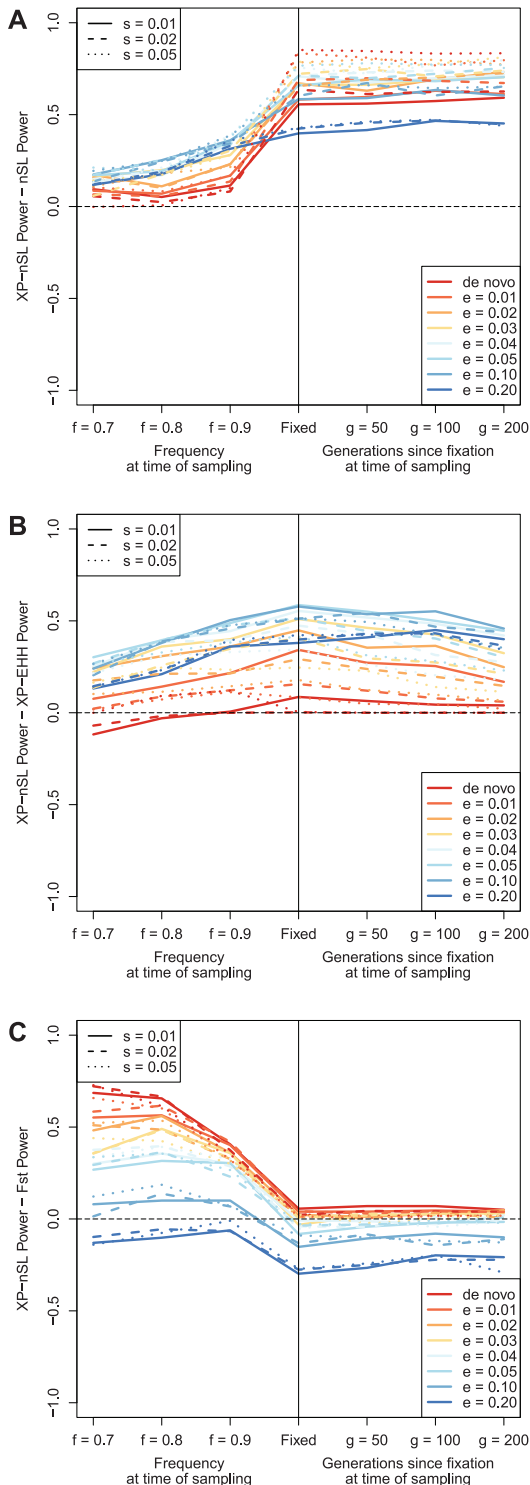 A
XP−nSL Power − nSL Power
1.0
0.5
0.0
−0.5
−1.0
s = 0.01
s = 0.02
s = 0.05
de novo
e = 0.01
e = 0.02
e = 0.03
e = 0.04
e = 0.05
e = 0.10
e = 0.20
f = 0.7 f = 0.8 f = 0.9 Fixed g = 50 g = 100 g = 200
Frequency at time of sampling
Generations since fixation at time of sampling
B
XP−nSL Power − XP−EHH Power
1.0
0.5
0.0
−0.5
−1.0
s = 0.01
s = 0.02
s = 0.05
de novo
e = 0.01
e = 0.02
e = 0.03
e = 0.04
e = 0.05
e = 0.10
e = 0.20
f = 0.7 f = 0.8 f = 0.9 Fixed g = 50 g = 100 g = 200
Frequency at time of sampling
Generations since fixation at time of sampling
C
XP−nSL Power − Fst Power
1.0
0.5
0.0
−0.5
−1.0
s = 0.01
s = 0.02
s = 0.05
de novo
e = 0.01
e = 0.02
e = 0.03
e = 0.04
e = 0.05
e = 0.10
e = 0.20
f = 0.7 f = 0.8 f = 0.9 Fixed g = 50 g = 100 g = 200
Frequency at time of sampling
Generations since fixation at time of sampling